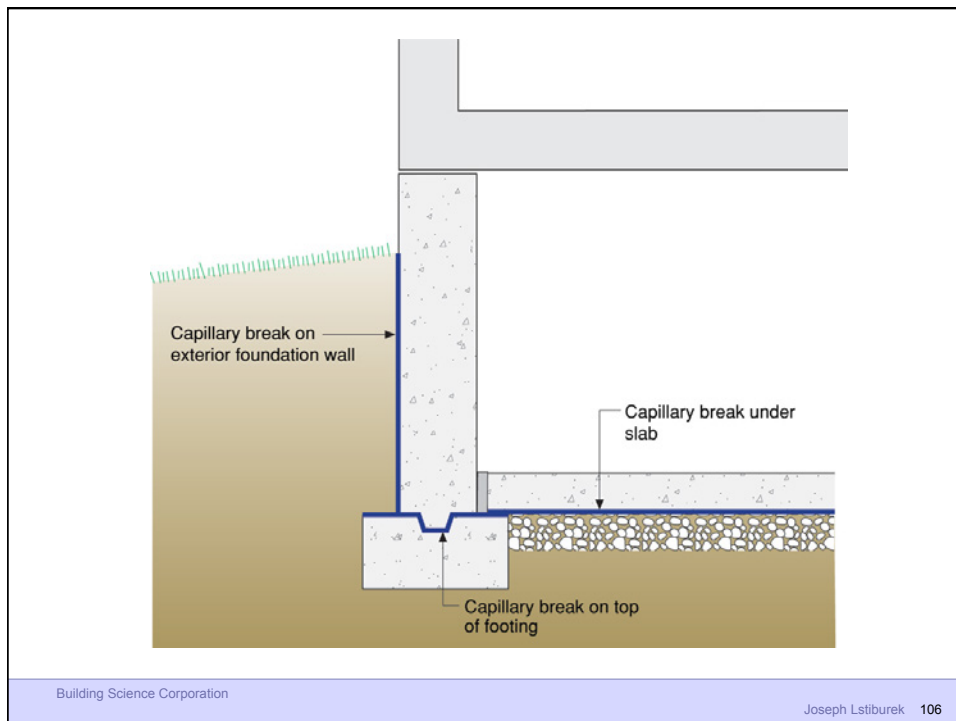 Capillary break on
exterior foundation wall
Capillary break under
slab
Capillary break on top
of footing
Building Science Corporation
Joseph Lstiburek 106